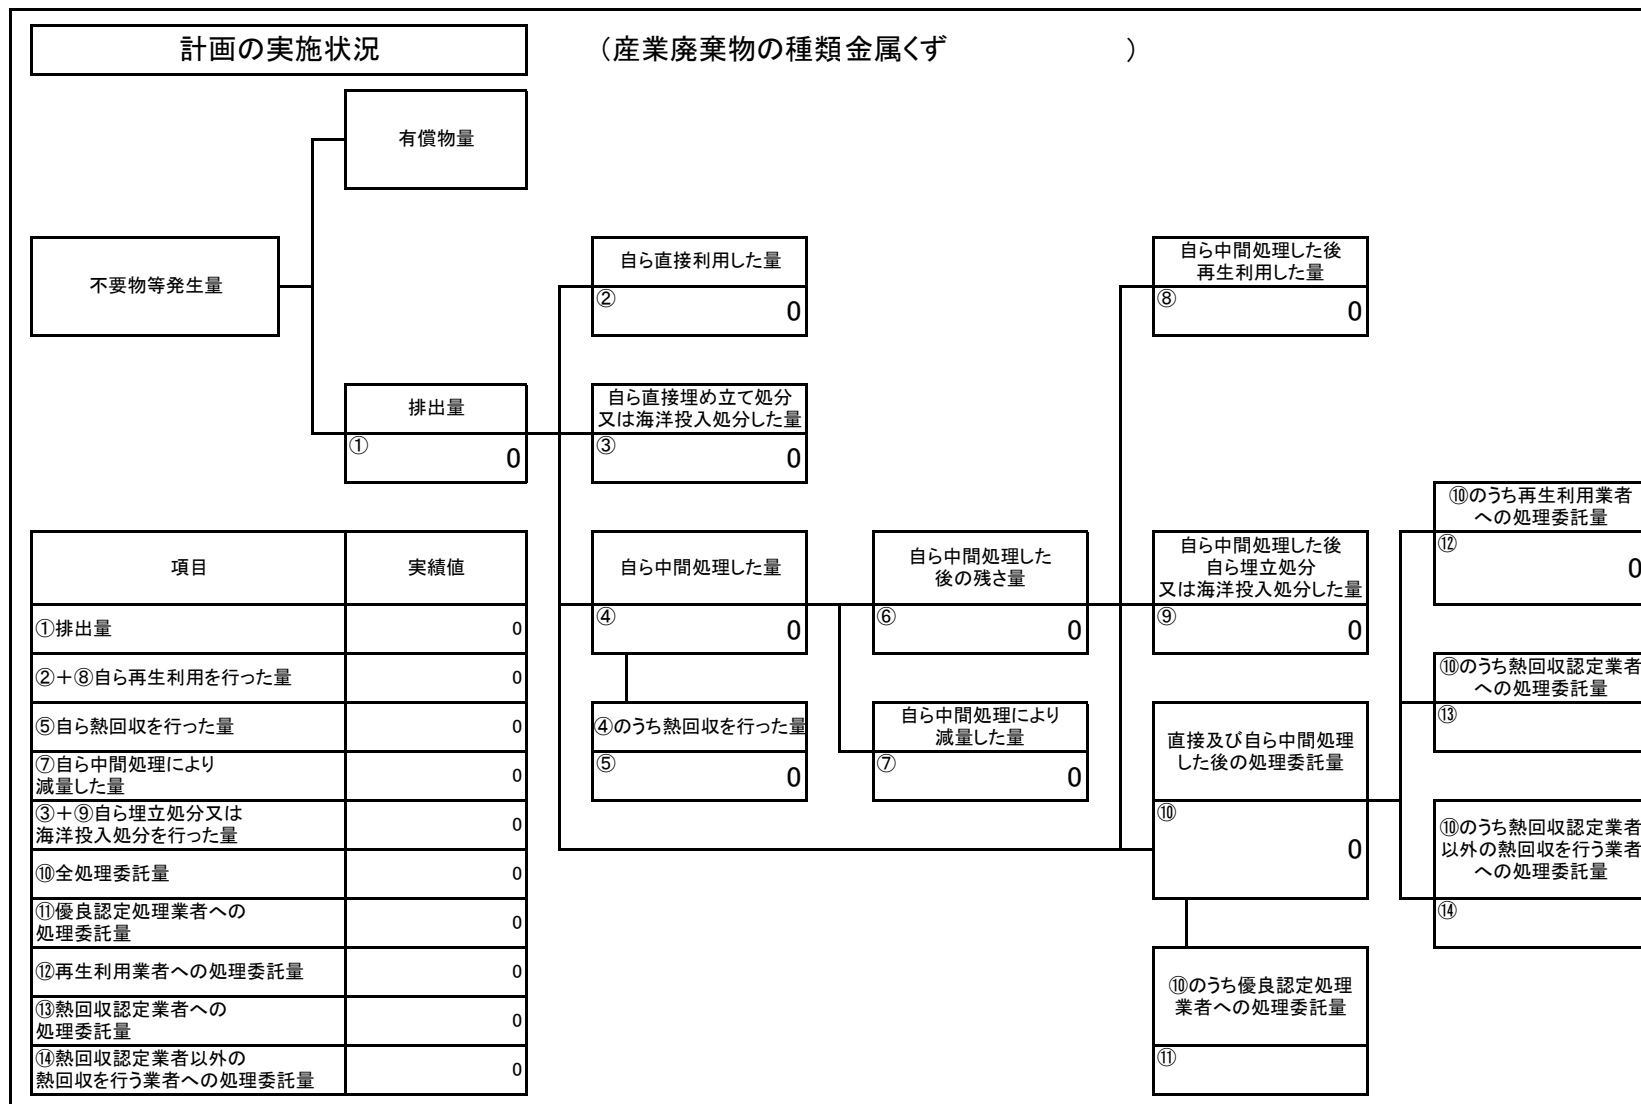 計画の実施状況
（産業廃棄物の種類金属くず　　　　　　　）
有償物量
不要物等発生量
自ら直接利用した量
②
0
自ら中間処理した後
再生利用した量
⑧
0
排出量
①
0
自ら直接埋め立て処分
又は海洋投入処分した量
③
0
⑩のうち再生利用業者
への処理委託量
⑫
0
自ら中間処理した量
④
0
自ら中間処理した
後の残さ量
⑥
0
自ら中間処理した後
自ら埋立処分
又は海洋投入処分した量
⑨
0
⑩のうち熱回収認定業者
への処理委託量
⑬
④のうち熱回収を行った量
⑤
0
自ら中間処理により
減量した量
⑦
0
直接及び自ら中間処理
した後の処理委託量
⑩
0
⑩のうち熱回収認定業者
以外の熱回収を行う業者
への処理委託量
⑭
⑩のうち優良認定処理
業者への処理委託量
⑪
項目 実績値
①排出量 0
②＋⑧自ら再生利用を行った量 0
⑤自ら熱回収を行った量 0
⑦自ら中間処理により
減量した量 0
③＋⑨自ら埋立処分又は
海洋投入処分を行った量 0
⑩全処理委託量 0
⑪優良認定処理業者への
処理委託量 0
⑫再生利用業者への処理委託量 0
⑬熱回収認定業者への
処理委託量 0
⑭熱回収認定業者以外の
熱回収を行う業者への処理委託量 0